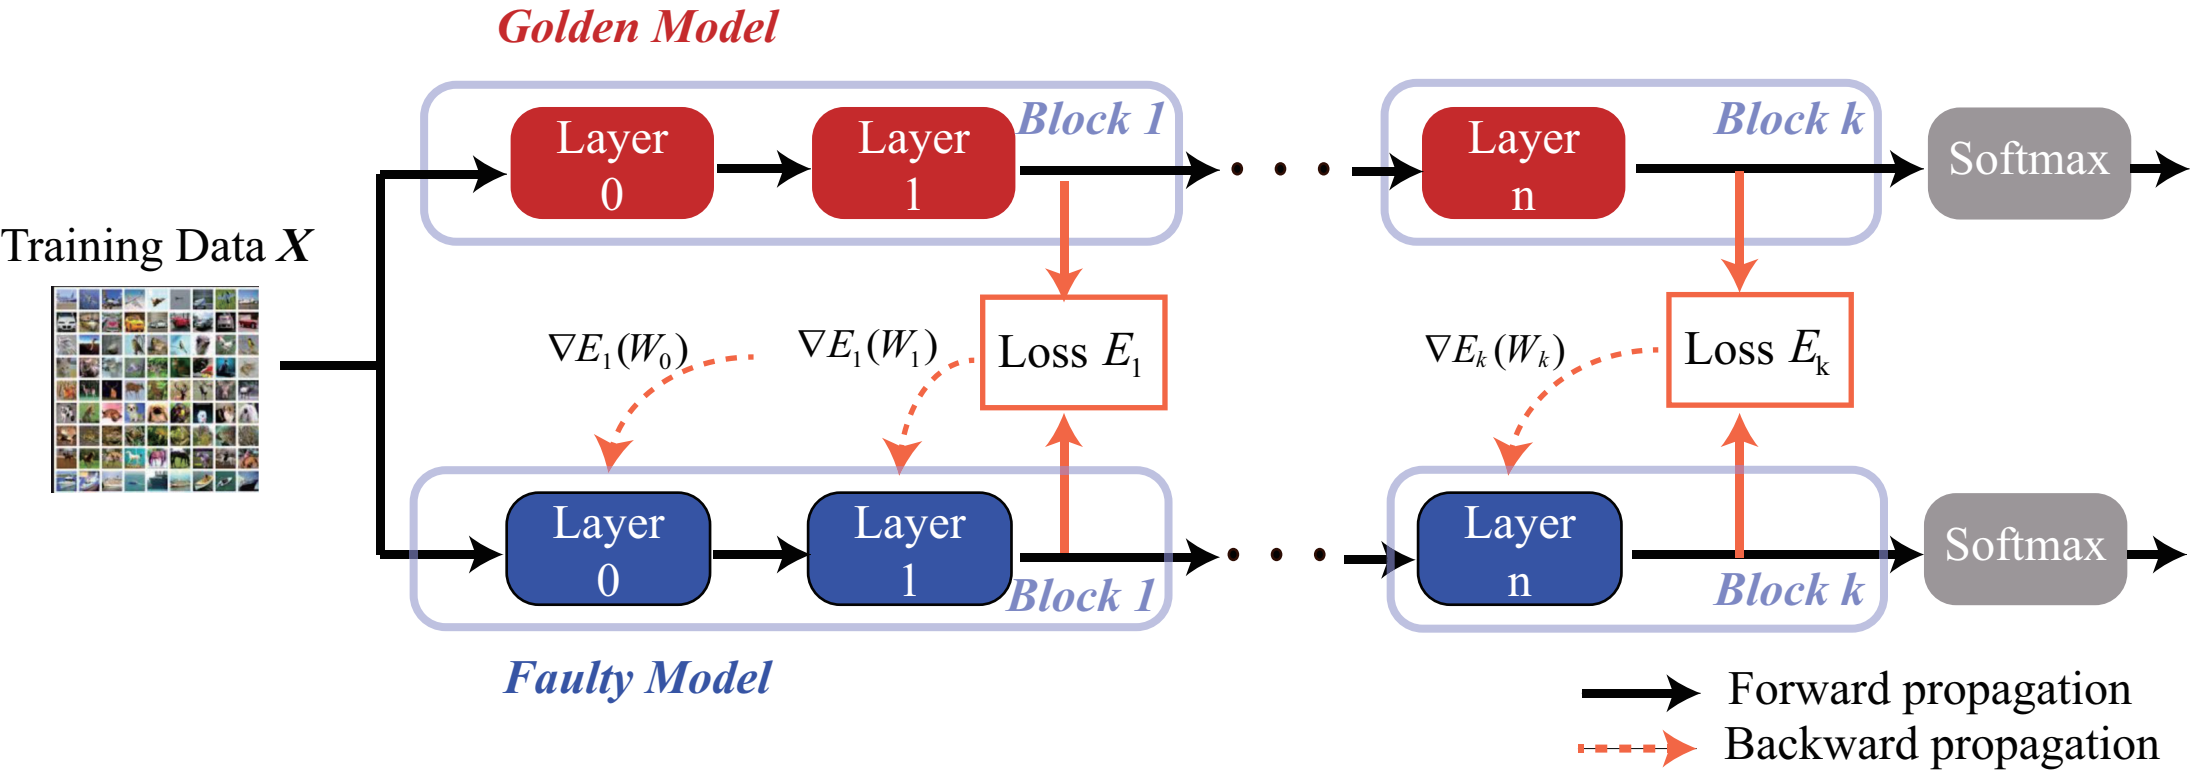 Golden Model
Layer
0
Layer
1
Block 1
Layer
n
Block k
Softmax
Training Data X
∇E₁(W₀)
∇E₁(W₁)
Loss E₁
∇Eₖ(Wₖ)
Loss Eₖ
Layer
0
Layer
1
Block 1
Layer
n
Block k
Softmax
Faulty Model
Forward propagation
Backward propagation